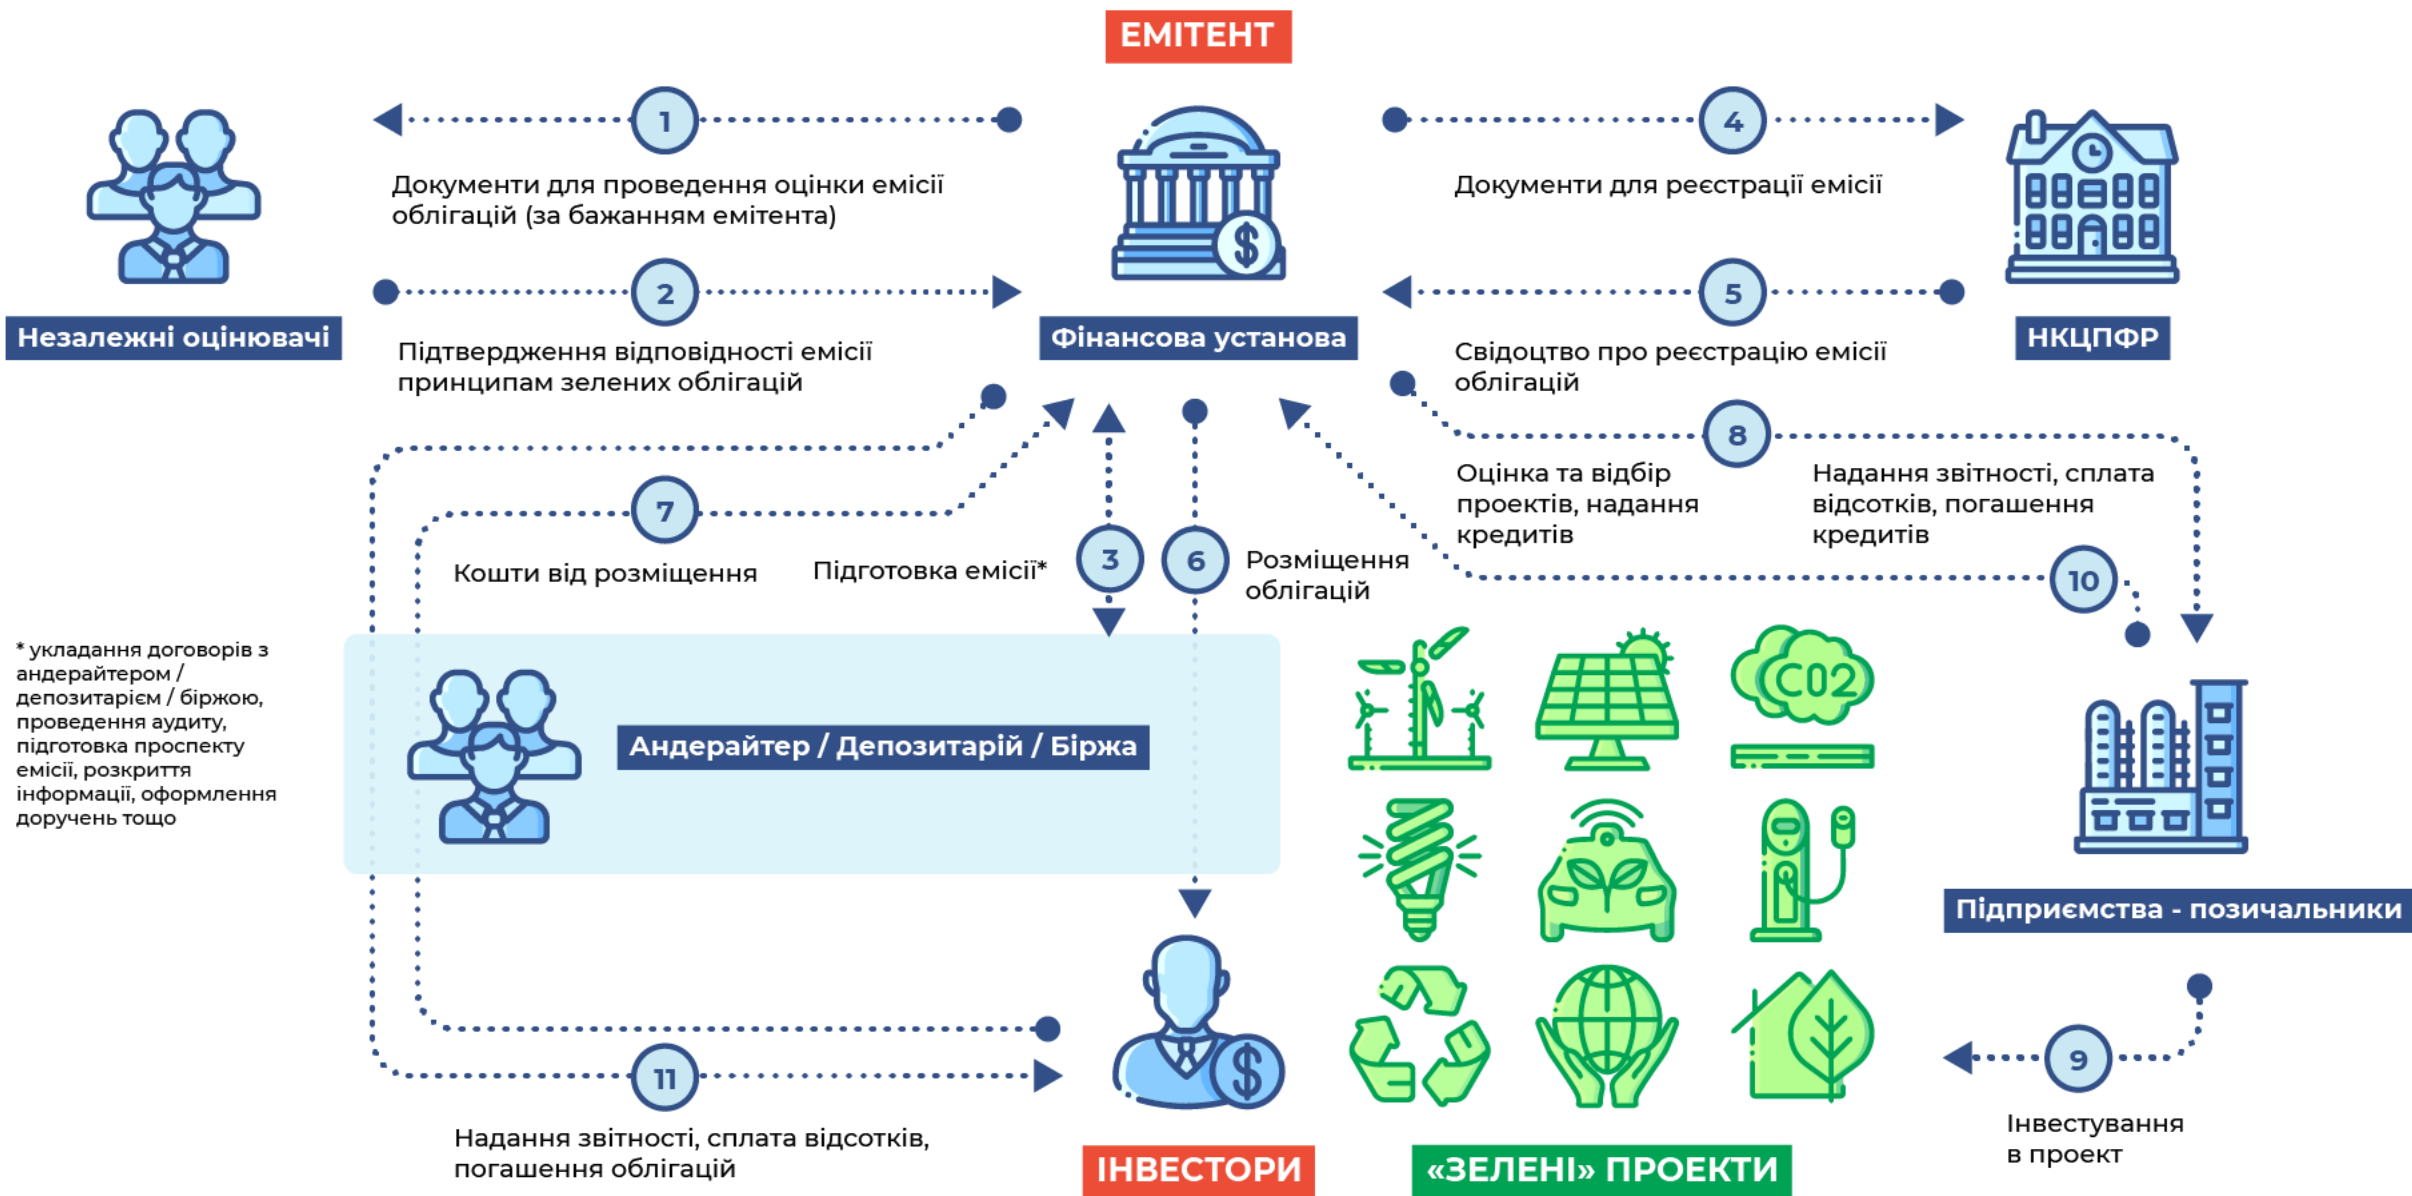 ЕМІТЕНТ
1
4
Документи для проведення оцінки емісії
облігацій (за бажанням емітента)
Документи для реєстрації емісії
2
5
Незалежні оцінювачі
Фінансова установа
НКЦПФР
Підтвердження відповідності емісії
принципам зелених облігацій
Свідоцтво про реєстрацію емісії
облігацій
8
Оцінка та відбір
проектів, надання
кредитів
Надання звітності, сплата
відсотків, погашення
кредитів
7
Кошти від розміщення
Підготовка емісії*
3
6
Розміщення
облігацій
10
* укладання договорів з
андерайтером /
депозитарієм / біржою,
проведення аудиту,
підготовка проспекту
емісії, розкриття
інформації, оформлення
доручень тощо
Андерайтер / Депозитарій / Біржа
CO2
Підприємства - позичальники
11
9
Надання звітності, сплата відсотків,
погашення облігацій
Інвестування
в проект
ІНВЕСТОРИ
«ЗЕЛЕНІ» ПРОЕКТИ